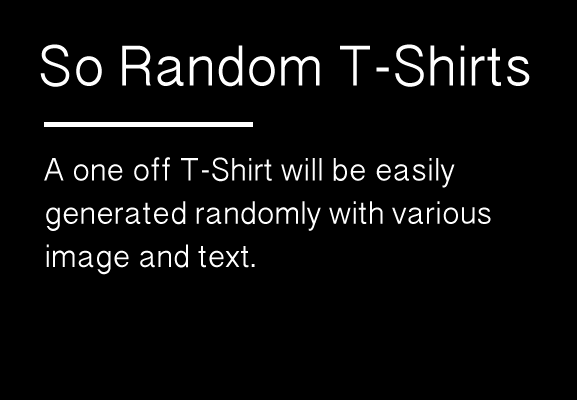 So Random T-Shirts
A one off T-Shirt will be easily
generated randomly with various
image and text.